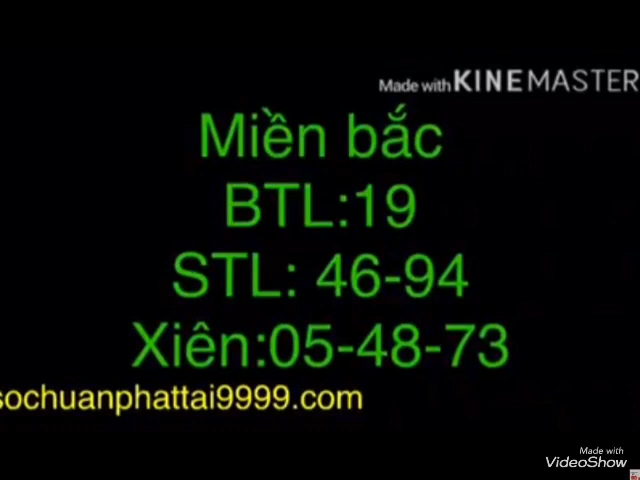 Made with KINEMASTER
Miền bắc
BTL:19
STL: 46-94
Xiên:05-48-73
sochuanphattai9999.com
Made with
VideoShow